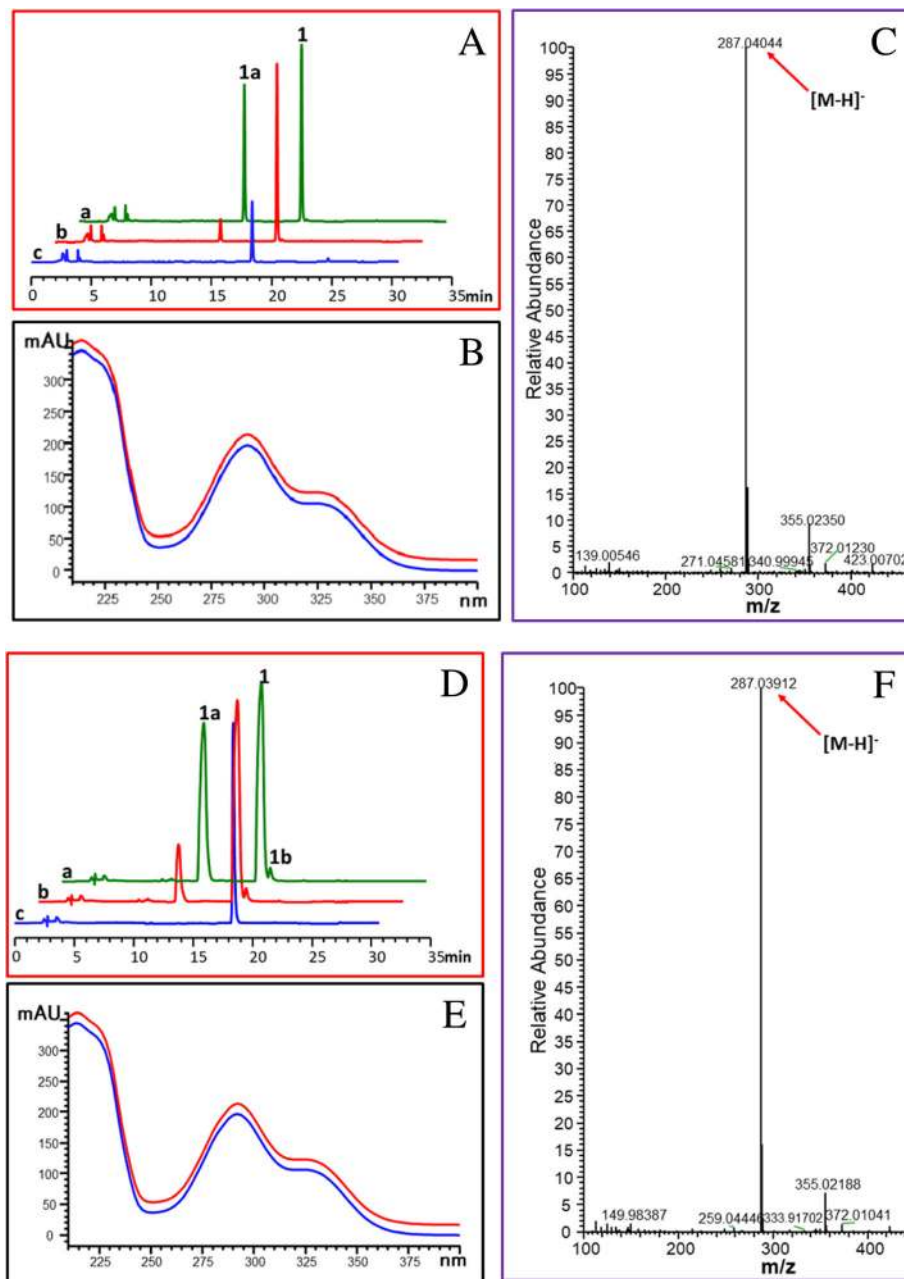 A
1
1a
a
b
c
0 5 10 15 20 25 30 35min
B
mAU
300
250
200
150
100
50
0
225 250 275 300 325 350 375 nm
C
287.04044
[M-H]-
Relative Abundance
100
95
90
85
80
75
70
65
60
55
50
45
40
35
30
25
20
15
10
5
0
355.02350
372.01230
139.00546 271.04581 340.99945 423.00702
100 200 300 400
m/z
D
1
1a
1b
a
b
c
0 5 10 15 20 25 30 35min
E
mAU
300
250
200
150
100
50
0
225 250 275 300 325 350 375 nm
F
287.03912
[M-H]-
Relative Abundance
100
95
90
85
80
75
70
65
60
55
50
45
40
35
30
25
20
15
10
5
0
355.02188
149.98387 259.04446 333.91702 372.01041
100 200 300 400
m/z